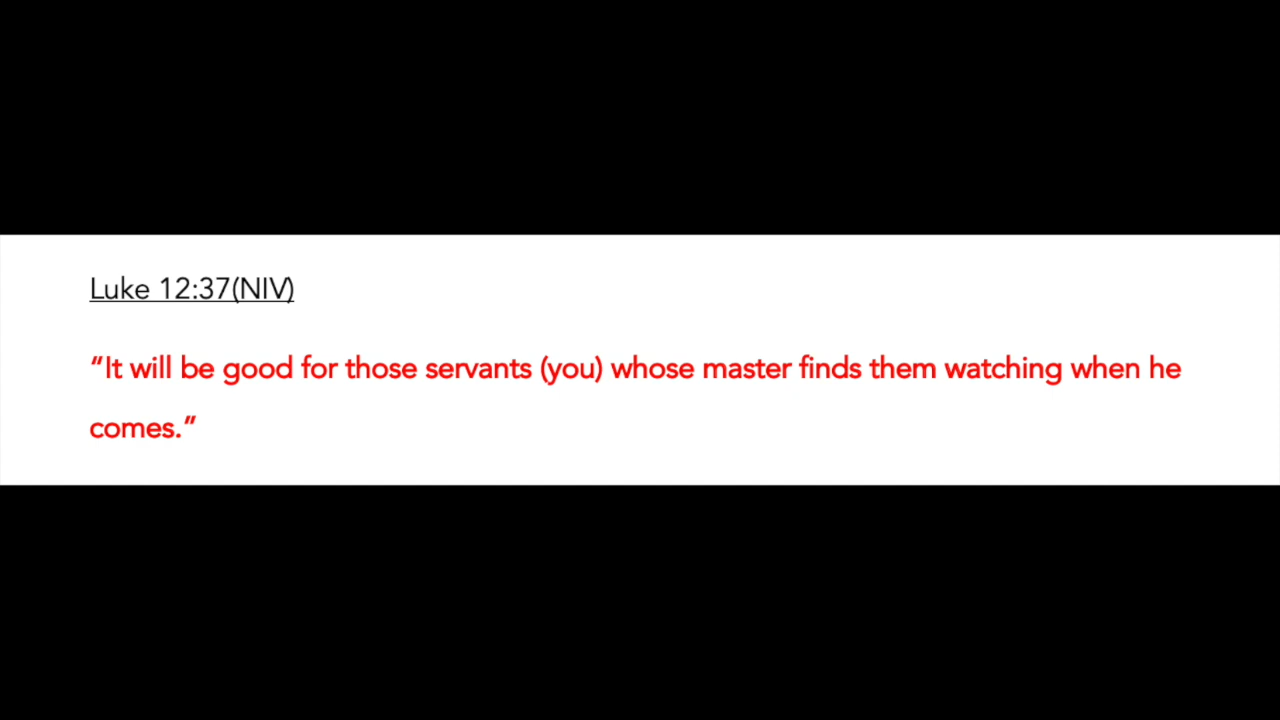 Luke 12:37(NIV)
“It will be good for those servants (you) whose master finds them watching when he
comes.”